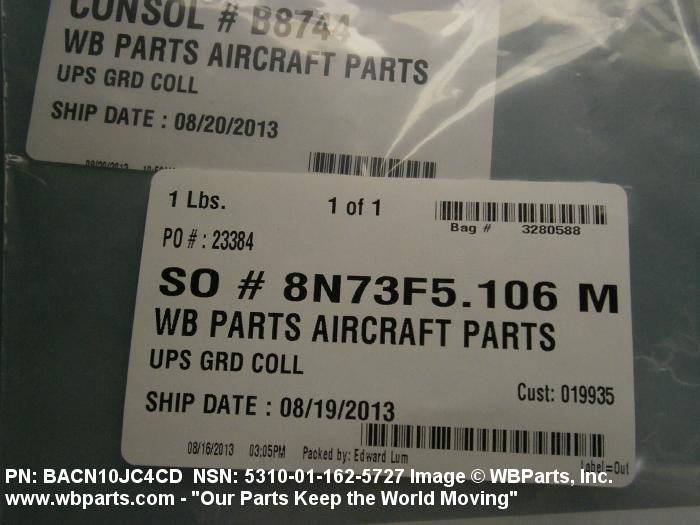 CONSOL # B8744
WB PARTS AIRCRAFT PARTS
UPS GRD COLL
SHIP DATE : 08/20/2013
1 Lbs.
1 of 1
Bag # 3280588
PO # : 23384
SO # 8N73F5.106 M
WB PARTS AIRCRAFT PARTS
UPS GRD COLL
Cust: 019935
SHIP DATE : 08/19/2013
08/16/2013 03:05PM Packed by: Edward Lum
Label=Out
PN: BACN10JC4CD NSN: 5310-01-162-5727 Image © WBParts, Inc.
www.wbparts.com - "Our Parts Keep the World Moving"